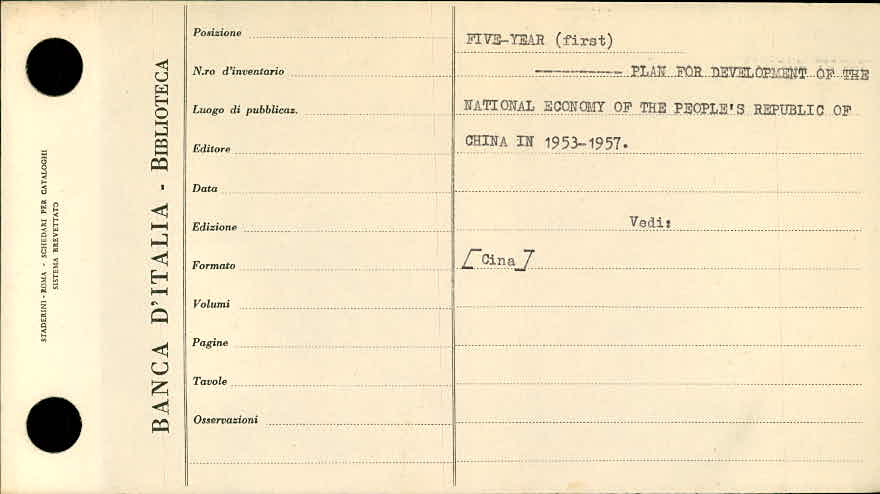 STADERINI-ROMA - SCHEDARI PER CATALOGHI
SISTEMA BREVETTATO
BANCA D'ITALIA - BIBLIOTECA
Posizione
N.ro d'inventario
Luogo di pubblicaz.
Editore
Data
Edizione
Formato
Volumi
Pagine
Tavole
Osservazioni
FIVE-YEAR (first)
---------- PLAN FOR DEVELOPMENT OF THE
NATIONAL ECONOMY OF THE PEOPLE'S REPUBLIC OF
CHINA IN 1953-1957.
Vedi:
[Cina]